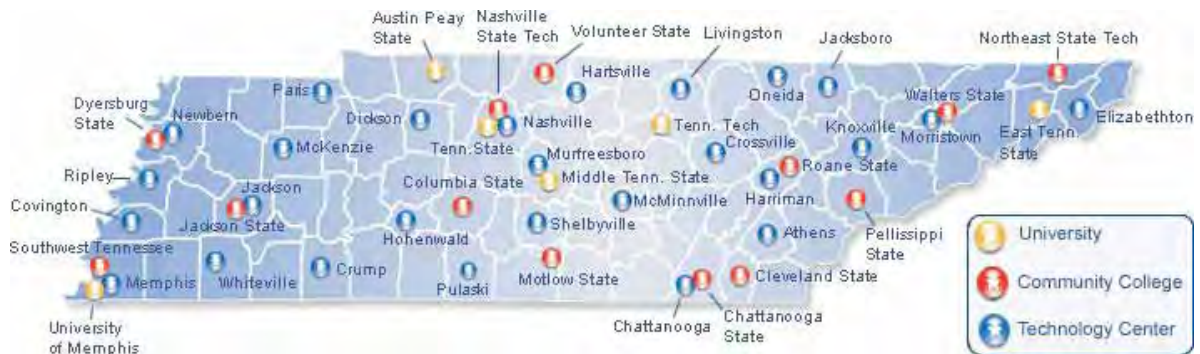 Austin Peay
State
Nashville
State Tech
Volunteer State
Livingston
Jacksboro
Northeast State Tech
Hartsville
Paris
Oneida
Walters State
Dyersburg
State
Newbern
Dickson
Nashville
Tenn. Tech
Knoxville
Morristown
East Tenn.
State
Elizabethton
McKenzie
Tenn.State
Crossville
Murfreesboro
Roane State
Ripley
Jackson
Columbia State
Middle Tenn. State
McMinnville
Harriman
Covington
Jackson State
Hohenwald
Shelbyville
Athens
Pellissippi
State
University
Southwest Tennessee
Memphis
Whiteville
Crump
Pulaski
Motlow State
Cleveland State
Community College
Chattanooga
Chattanooga
State
Technology Center
University
of Memphis